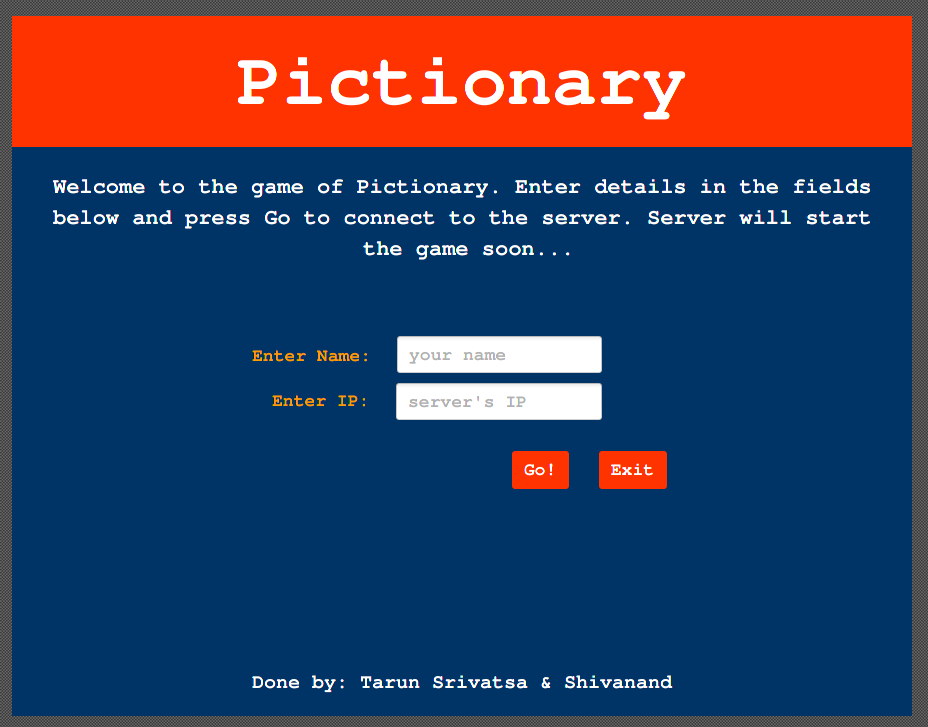 Pictionary
Welcome to the game of Pictionary. Enter details in the fields
below and press Go to connect to the server. Server will start
the game soon...
Enter Name: your name
Enter IP: server's IP
Go! Exit
Done by: Tarun Srivatsa & Shivanand